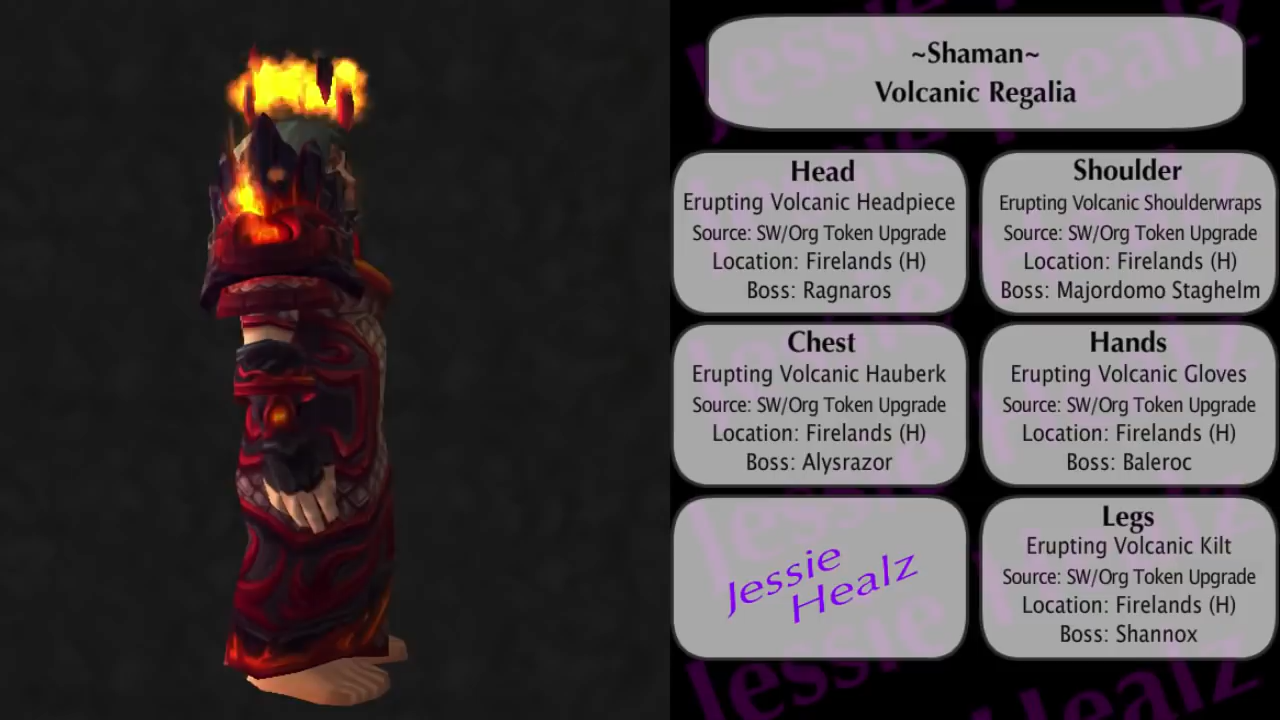 ~Shaman~
Volcanic Regalia
Head
Erupting Volcanic Headpiece
Source: SW/Org Token Upgrade
Location: Firelands (H)
Boss: Ragnaros
Shoulder
Erupting Volcanic Shoulderwraps
Source: SW/Org Token Upgrade
Location: Firelands (H)
Boss: Majordomo Staghelm
Chest
Erupting Volcanic Hauberk
Source: SW/Org Token Upgrade
Location: Firelands (H)
Boss: Alysrazor
Hands
Erupting Volcanic Gloves
Source: SW/Org Token Upgrade
Location: Firelands (H)
Boss: Baleroc
Jessie
Healz
Legs
Erupting Volcanic Kilt
Source: SW/Org Token Upgrade
Location: Firelands (H)
Boss: Shannox
Jessie Healz